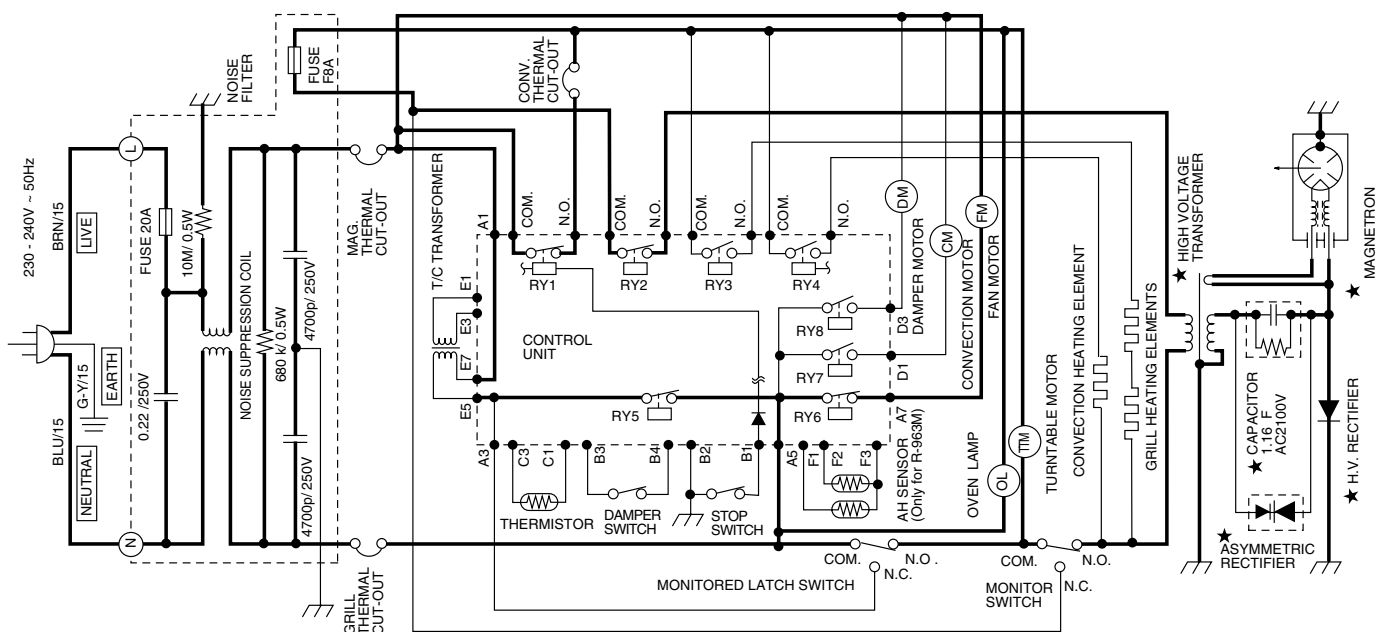 230 - 240V ~ 50Hz
BRN/15
LIVE
L
FUSE 20A
10M/ 0.5W
NOISE
FILTER
FUSE
F8A
EARTH
G-Y/15
BLU/15
NEUTRAL
N
0.22 /250V
NOISE SUPPRESSION COIL
680 k/ 0.5W
4700p/ 250V
4700p/ 250V
MAG.
THERMAL
CUT-OUT
GRILL
THERMAL
CUT-OUT
CONV.
THERMAL
CUT-OUT
T/C TRANSFORMER
A1
E1
E3
E7
E5
COM.
N.O.
COM.
N.O.
COM.
N.O.
COM.
N.O.
RY1
RY2
RY3
RY4
CONTROL
UNIT
RY8
RY7
RY5
RY6
D3
D1
A7
DM
CM
FM
DAMPER MOTOR
CONVECTION MOTOR
FAN MOTOR
A3
C3
C1
B3
B4
B2
B1
A5
F1
F2
F3
THERMISTOR
DAMPER
SWITCH
STOP
SWITCH
AH SENSOR
(Only for R-963M)
OVEN LAMP
OL
TTM
TURNTABLE MOTOR
CONVECTION HEATING ELEMENT
GRILL HEATING ELEMENTS
★ HIGH VOLTAGE
TRANSFORMER
★ MAGNETRON
★ CAPACITOR
1.16 F
AC2100V
★ H.V. RECTIFIER
★
ASYMMETRIC
RECTIFIER
COM.
N.O .
N.C.
MONITORED LATCH SWITCH
COM.
N.O.
N.C.
MONITOR
SWITCH